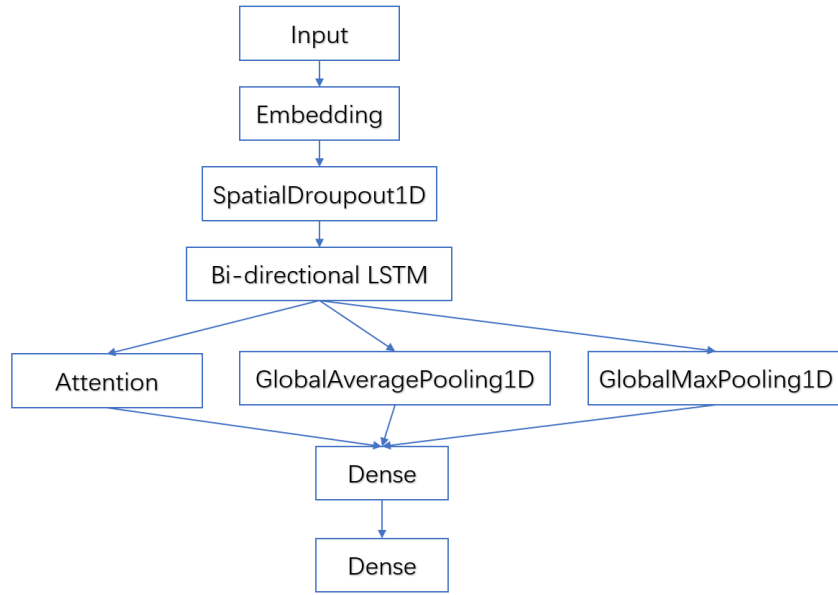 Input
Embedding
SpatialDroupout1D
Bi-directional LSTM
Attention
GlobalAveragePooling1D
GlobalMaxPooling1D
Dense
Dense